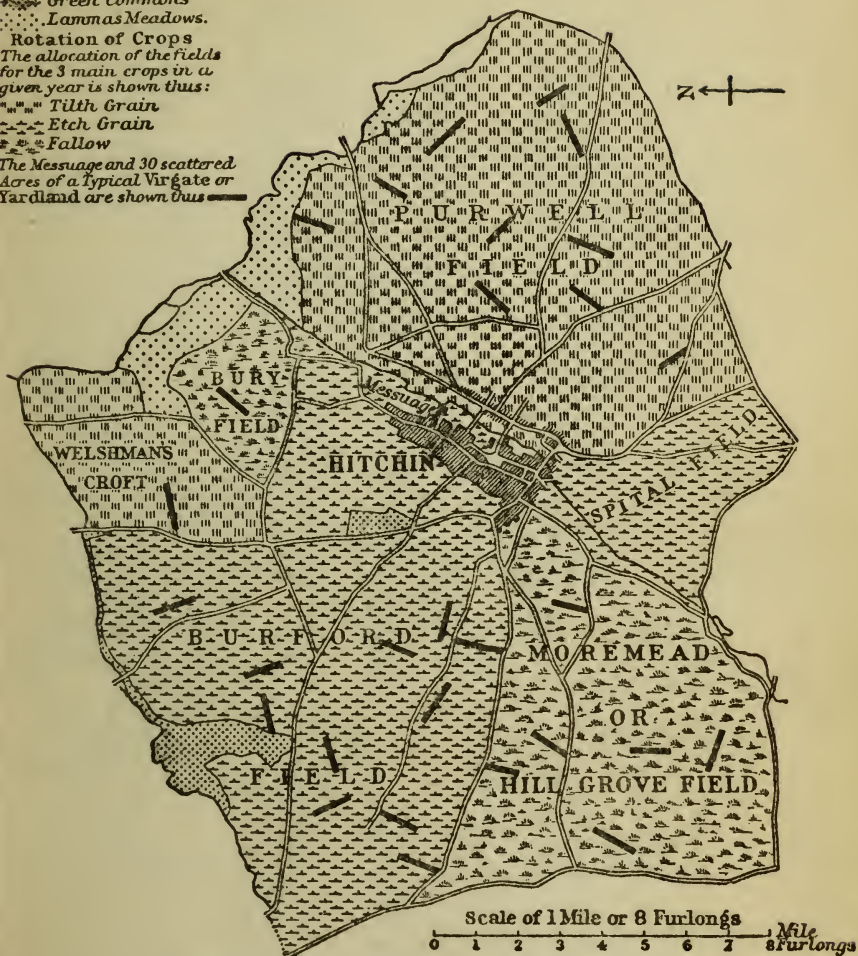 Green Commons
Lammas Meadows.
Rotation of Crops
The allocation of the fields
for the 3 main crops in a
given year is shown thus:
Tilth Grain
Etch Grain
Fallow
The Messuage and 30 scattered
Acres of a Typical Virgate or
Yardland are shown thus
N
PURWELL
FIELD
BURY
FIELD
Messuage
WELSHMAN'S
CROFT
HITCHIN
SPITAL FIELD
BURFORD
FIELD
MOREMEAD
OR
HILL GROVE FIELD
Scale of 1 Mile or 8 Furlongs
Mile
0 1 2 3 4 5 6 7 8 Furlongs